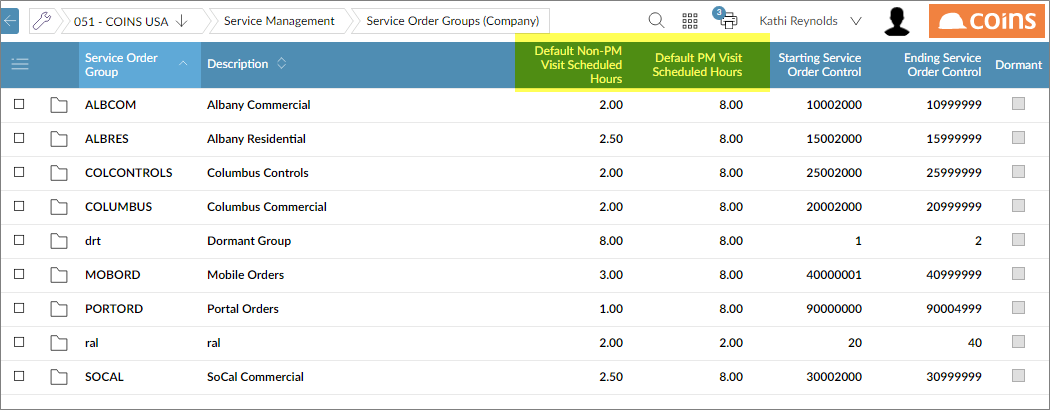 051 - COINS USA Service Management Service Order Groups (Company) 3 Kathi Reynolds coins
Service Order Group Description Default Non-PM Visit Scheduled Hours Default PM Visit Scheduled Hours Starting Service Order Control Ending Service Order Control Dormant
ALBCOM Albany Commercial 2.00 8.00 10002000 10999999
ALBRES Albany Residential 2.50 8.00 15002000 15999999
COLCONTROLS Columbus Controls 2.00 8.00 25002000 25999999
COLUMBUS Columbus Commercial 2.00 8.00 20002000 20999999
drt Dormant Group 8.00 8.00 1 2
MOBORD Mobile Orders 3.00 8.00 40000001 40999999
PORTORD Portal Orders 1.00 8.00 90000000 90004999
ral ral 2.00 2.00 20 40
SOCAL SoCal Commercial 2.50 8.00 30002000 30999999